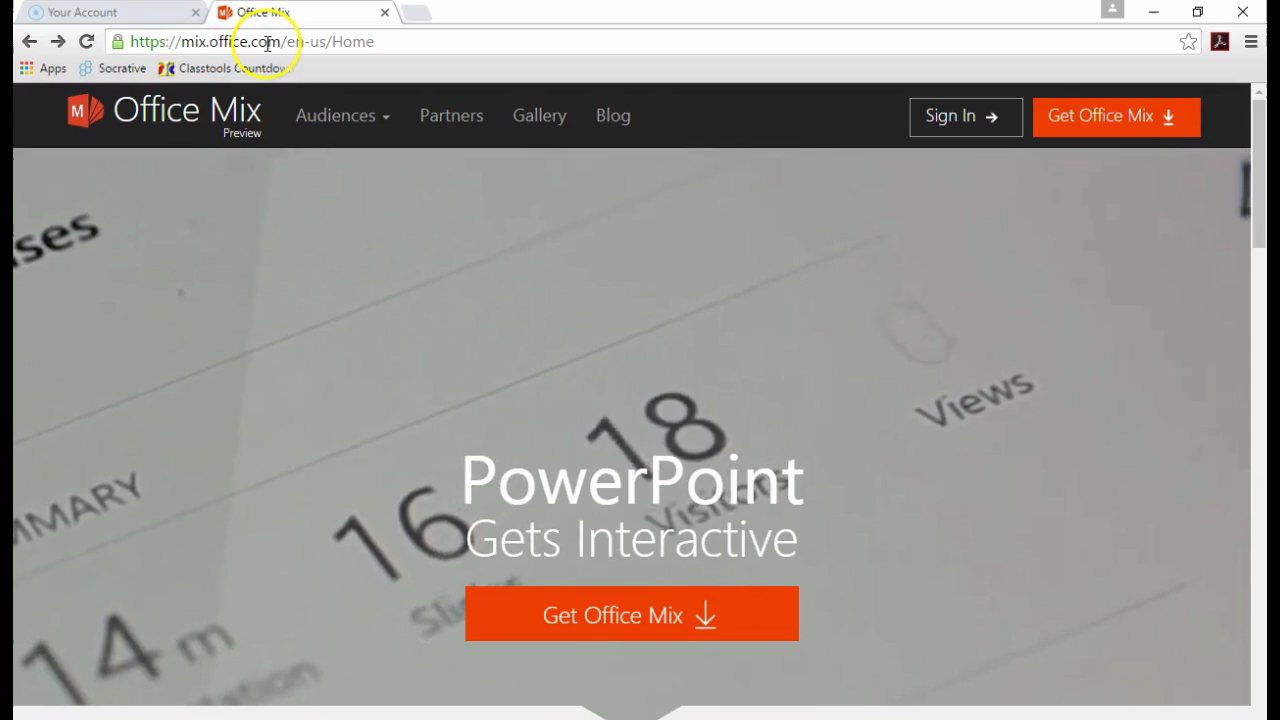 Your Account
Office Mix
https://mix.office.com/en-us/Home
Apps Socrative Classtools Countdow
Office Mix
Preview
Audiences Partners Gallery Blog
Sign In
Get Office Mix
ses
18
Views
Visitors
PowerPoint
Gets Interactive
16
MMARY
Get Office Mix
14 m